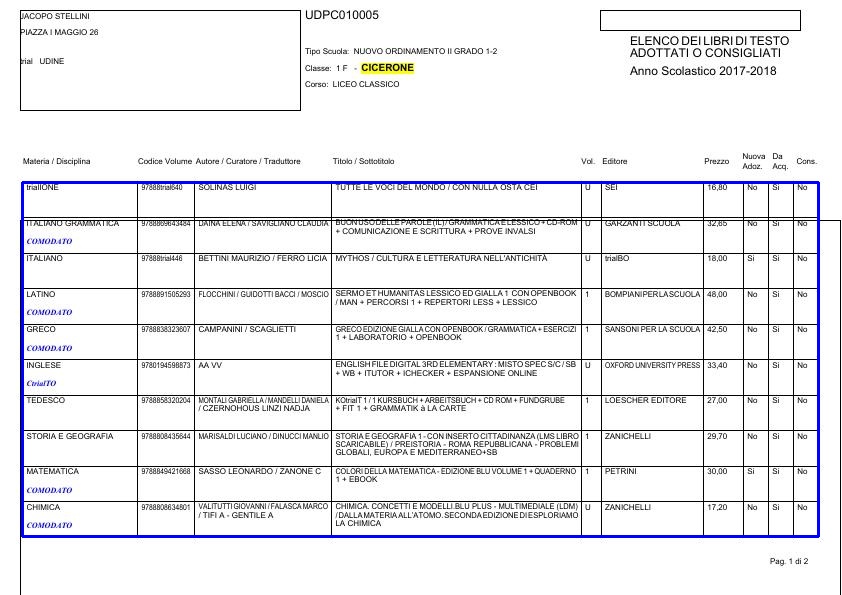 JACOPO STELLINI
PIAZZA I MAGGIO 26
trial UDINE
UDPC010005
Tipo Scuola: NUOVO ORDINAMENTO II GRADO 1-2
Classe: 1 F - CICERONE
Corso: LICEO CLASSICO
ELENCO DEI LIBRI DI TESTO
ADOTTATI O CONSIGLIATI
Anno Scolastico 2017-2018
Materia / Disciplina Codice Volume Autore / Curatore / Traduttore Titolo / Sottotitolo Vol. Editore Prezzo Nuova Adoz. Da Acq. Cons.
trialIONE 97888trial640 SOLINAS LUIGI TUTTE LE VOCI DEL MONDO / CON NULLA OSTA CEI U SEI 16,80 No Si No
ITALIANO GRAMMATICA 9788869643484 DAINA ELENA / SAVIGLIANO CLAUDIA BUON USO DELLE PAROLE (IL) / GRAMMATICA E LESSICO + CD-ROM U GARZANTI SCUOLA 32,65 No Si No
+ COMUNICAZIONE E SCRITTURA + PROVE INVALSI
COMODATO
ITALIANO 97888trial446 BETTINI MAURIZIO / FERRO LICIA MYTHOS / CULTURA E LETTERATURA NELL'ANTICHITÀ U trialBO 18,00 Si Si No
LATINO 9788891505293 FLOCCHINI / GUIDOTTI BACCI / MOSCIO SERMO ET HUMANITAS LESSICO ED GIALLA 1 CON OPENBOOK 1 BOMPIANI PER LA SCUOLA 48,00 No Si No
/ MAN + PERCORSI 1 + REPERTORI LESS + LESSICO
COMODATO
GRECO 9788838323607 CAMPANINI / SCAGLIETTI GRECO EDIZIONE GIALLA CON OPENBOOK / GRAMMATICA + ESERCIZI 1 SANSONI PER LA SCUOLA 42,50 No Si No
1 + LABORATORIO + OPENBOOK
COMODATO
INGLESE 9780194598873 AA VV ENGLISH FILE DIGITAL 3RD ELEMENTARY : MISTO SPEC S/C / SB U OXFORD UNIVERSITY PRESS 33,40 No Si No
+ WB + ITUTOR + ICHECKER + ESPANSIONE ONLINE
CtrialTO
TEDESCO 9788858320204 MONTALI GABRIELLA / MANDELLI DANIELA KOtrialT 1 / 1 KURSBUCH + ARBEITSBUCH + CD ROM + FUNDGRUBE 1 LOESCHER EDITORE 27,00 No Si No
/ CZERNOHOUS LINZI NADJA + FIT 1 + GRAMMATIK à LA CARTE
STORIA E GEOGRAFIA 9788808435644 MARISALDI LUCIANO / DINUCCI MANLIO STORIA E GEOGRAFIA 1 - CON INSERTO CITTADINANZA (LMS LIBRO 1 ZANICHELLI 29,70 No Si No
SCARICABILE) / PREISTORIA - ROMA REPUBBLICANA - PROBLEMI
GLOBALI, EUROPA E MEDITERRANEO+SB
MATEMATICA 9788849421668 SASSO LEONARDO / ZANONE C COLORI DELLA MATEMATICA - EDIZIONE BLU VOLUME 1 + QUADERNO 1 PETRINI 30,00 Si Si No
1 + EBOOK
COMODATO
CHIMICA 9788808634801 VALITUTTI GIOVANNI / FALASCA MARCO CHIMICA. CONCETTI E MODELLI.BLU PLUS - MULTIMEDIALE (LDM) U ZANICHELLI 17,20 No Si No
/ TIFI A - GENTILE A / DALLA MATERIA ALL'ATOMO. SECONDA EDIZIONE DI ESPLORIAMO
LA CHIMICA
COMODATO
Pag. 1 di 2